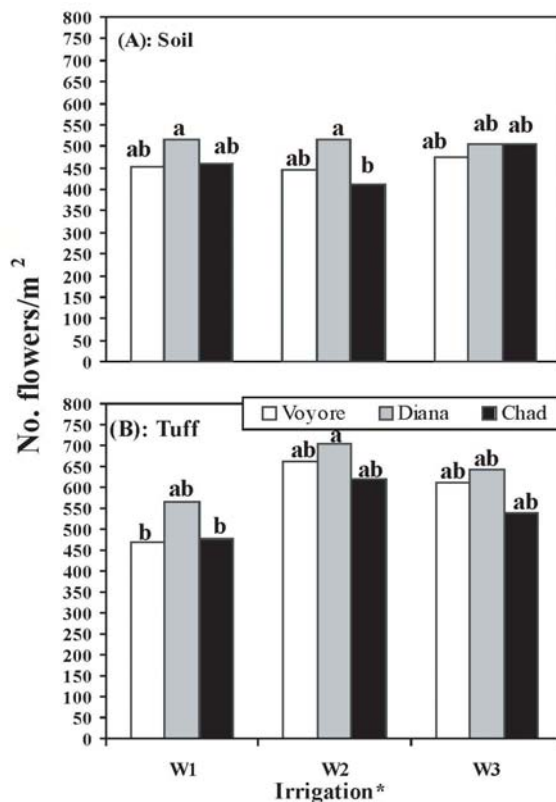 No. flowers/m²
(A): Soil
800
750
700
650
600
550
500
450
400
350
300
250
200
150
100
50
0
ab a ab
ab a b
ab ab ab
Voyore Diana Chad
(B): Tuff
800
750
700
650
600
550
500
450
400
350
300
250
200
150
100
50
0
b ab b
ab a ab
ab ab ab
W1 W2 W3
Irrigation*